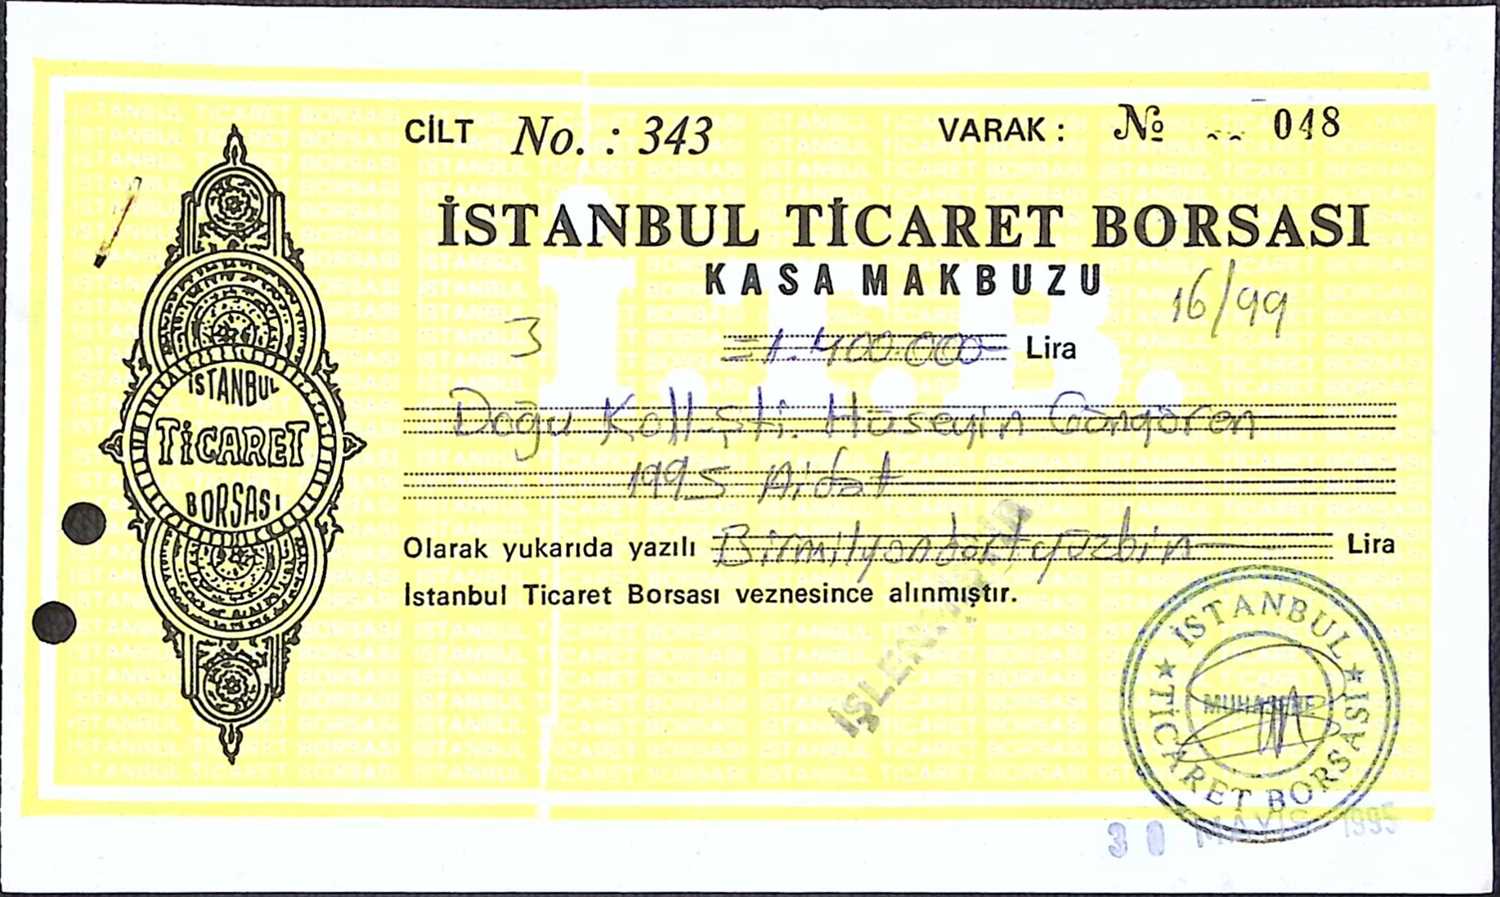 CİLT No. : 343 VARAK : № 048
İSTANBUL TİCARET BORSASI
KASA MAKBUZU
16/99
3 =1.400.000- Lira
Doğu Koll. Şti. Hüseyin Güngören
1995 Aidat
Olarak yukarıda yazılı Birmilyondörtyüzbin Lira
İstanbul Ticaret Borsası veznesince alınmıştır.
İSTANBUL
TİCARET
BORSASI
İŞLENMİŞTİR
İSTANBUL TİCARET BORSASI
MUHASEBE
30 MAYIS 1995
I.T.B.